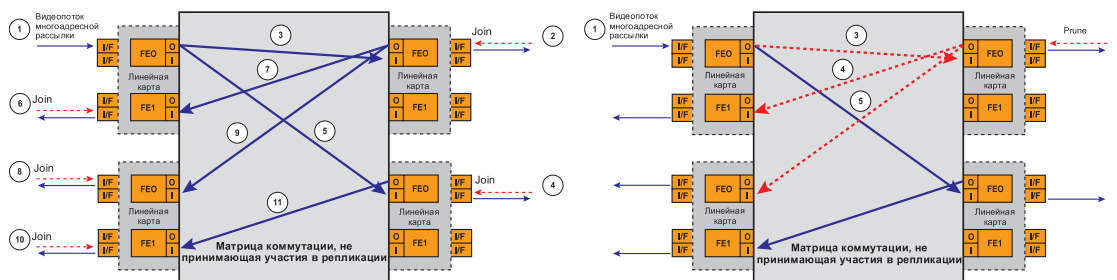 1
Видеопоток
многоадресной
рассылки
I/F
I/F
FEO
O
I
Линейная
карта
6
Join
I/F
I/F
FE1
O
I
3
7
9
5
11
I/F
I/F
FEO
O
I
Join
2
Линейная
карта
I/F
I/F
FE1
O
I
8
Join
I/F
I/F
FEO
O
I
Линейная
карта
10
Join
I/F
I/F
FE1
O
I
O
I
FEO
I/F
I/F
Join
4
Линейная
карта
O
I
FE1
I/F
I/F
Матрица коммутации, не
принимающая участия в репликации
1
Видеопоток
многоадресной
рассылки
I/F
I/F
FEO
O
I
Линейная
карта
I/F
I/F
FE1
O
I
3
4
5
O
I
FEO
I/F
I/F
Prune
Линейная
карта
O
I
FE1
I/F
I/F
I/F
I/F
FEO
O
I
Линейная
карта
I/F
I/F
FE1
O
I
O
I
FEO
I/F
I/F
Линейная
карта
O
I
FE1
I/F
I/F
Матрица коммутации, не
принимающая участия в репликации